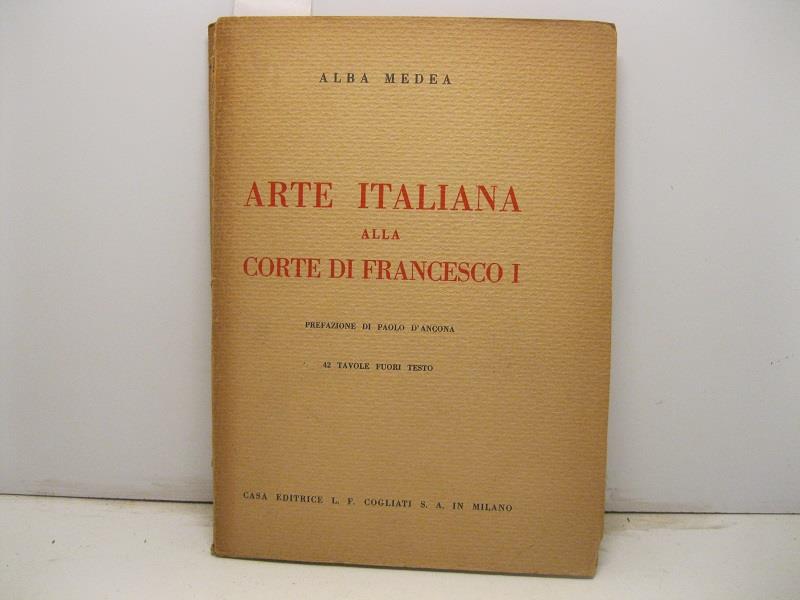 ALBA MEDEA
ARTE ITALIANA
ALLA
CORTE DI FRANCESCO I
PREFAZIONE DI PAOLO D'ANCONA
42 TAVOLE FUORI TESTO
CASA EDITRICE L. F. COGLIATI S. A. IN MILANO